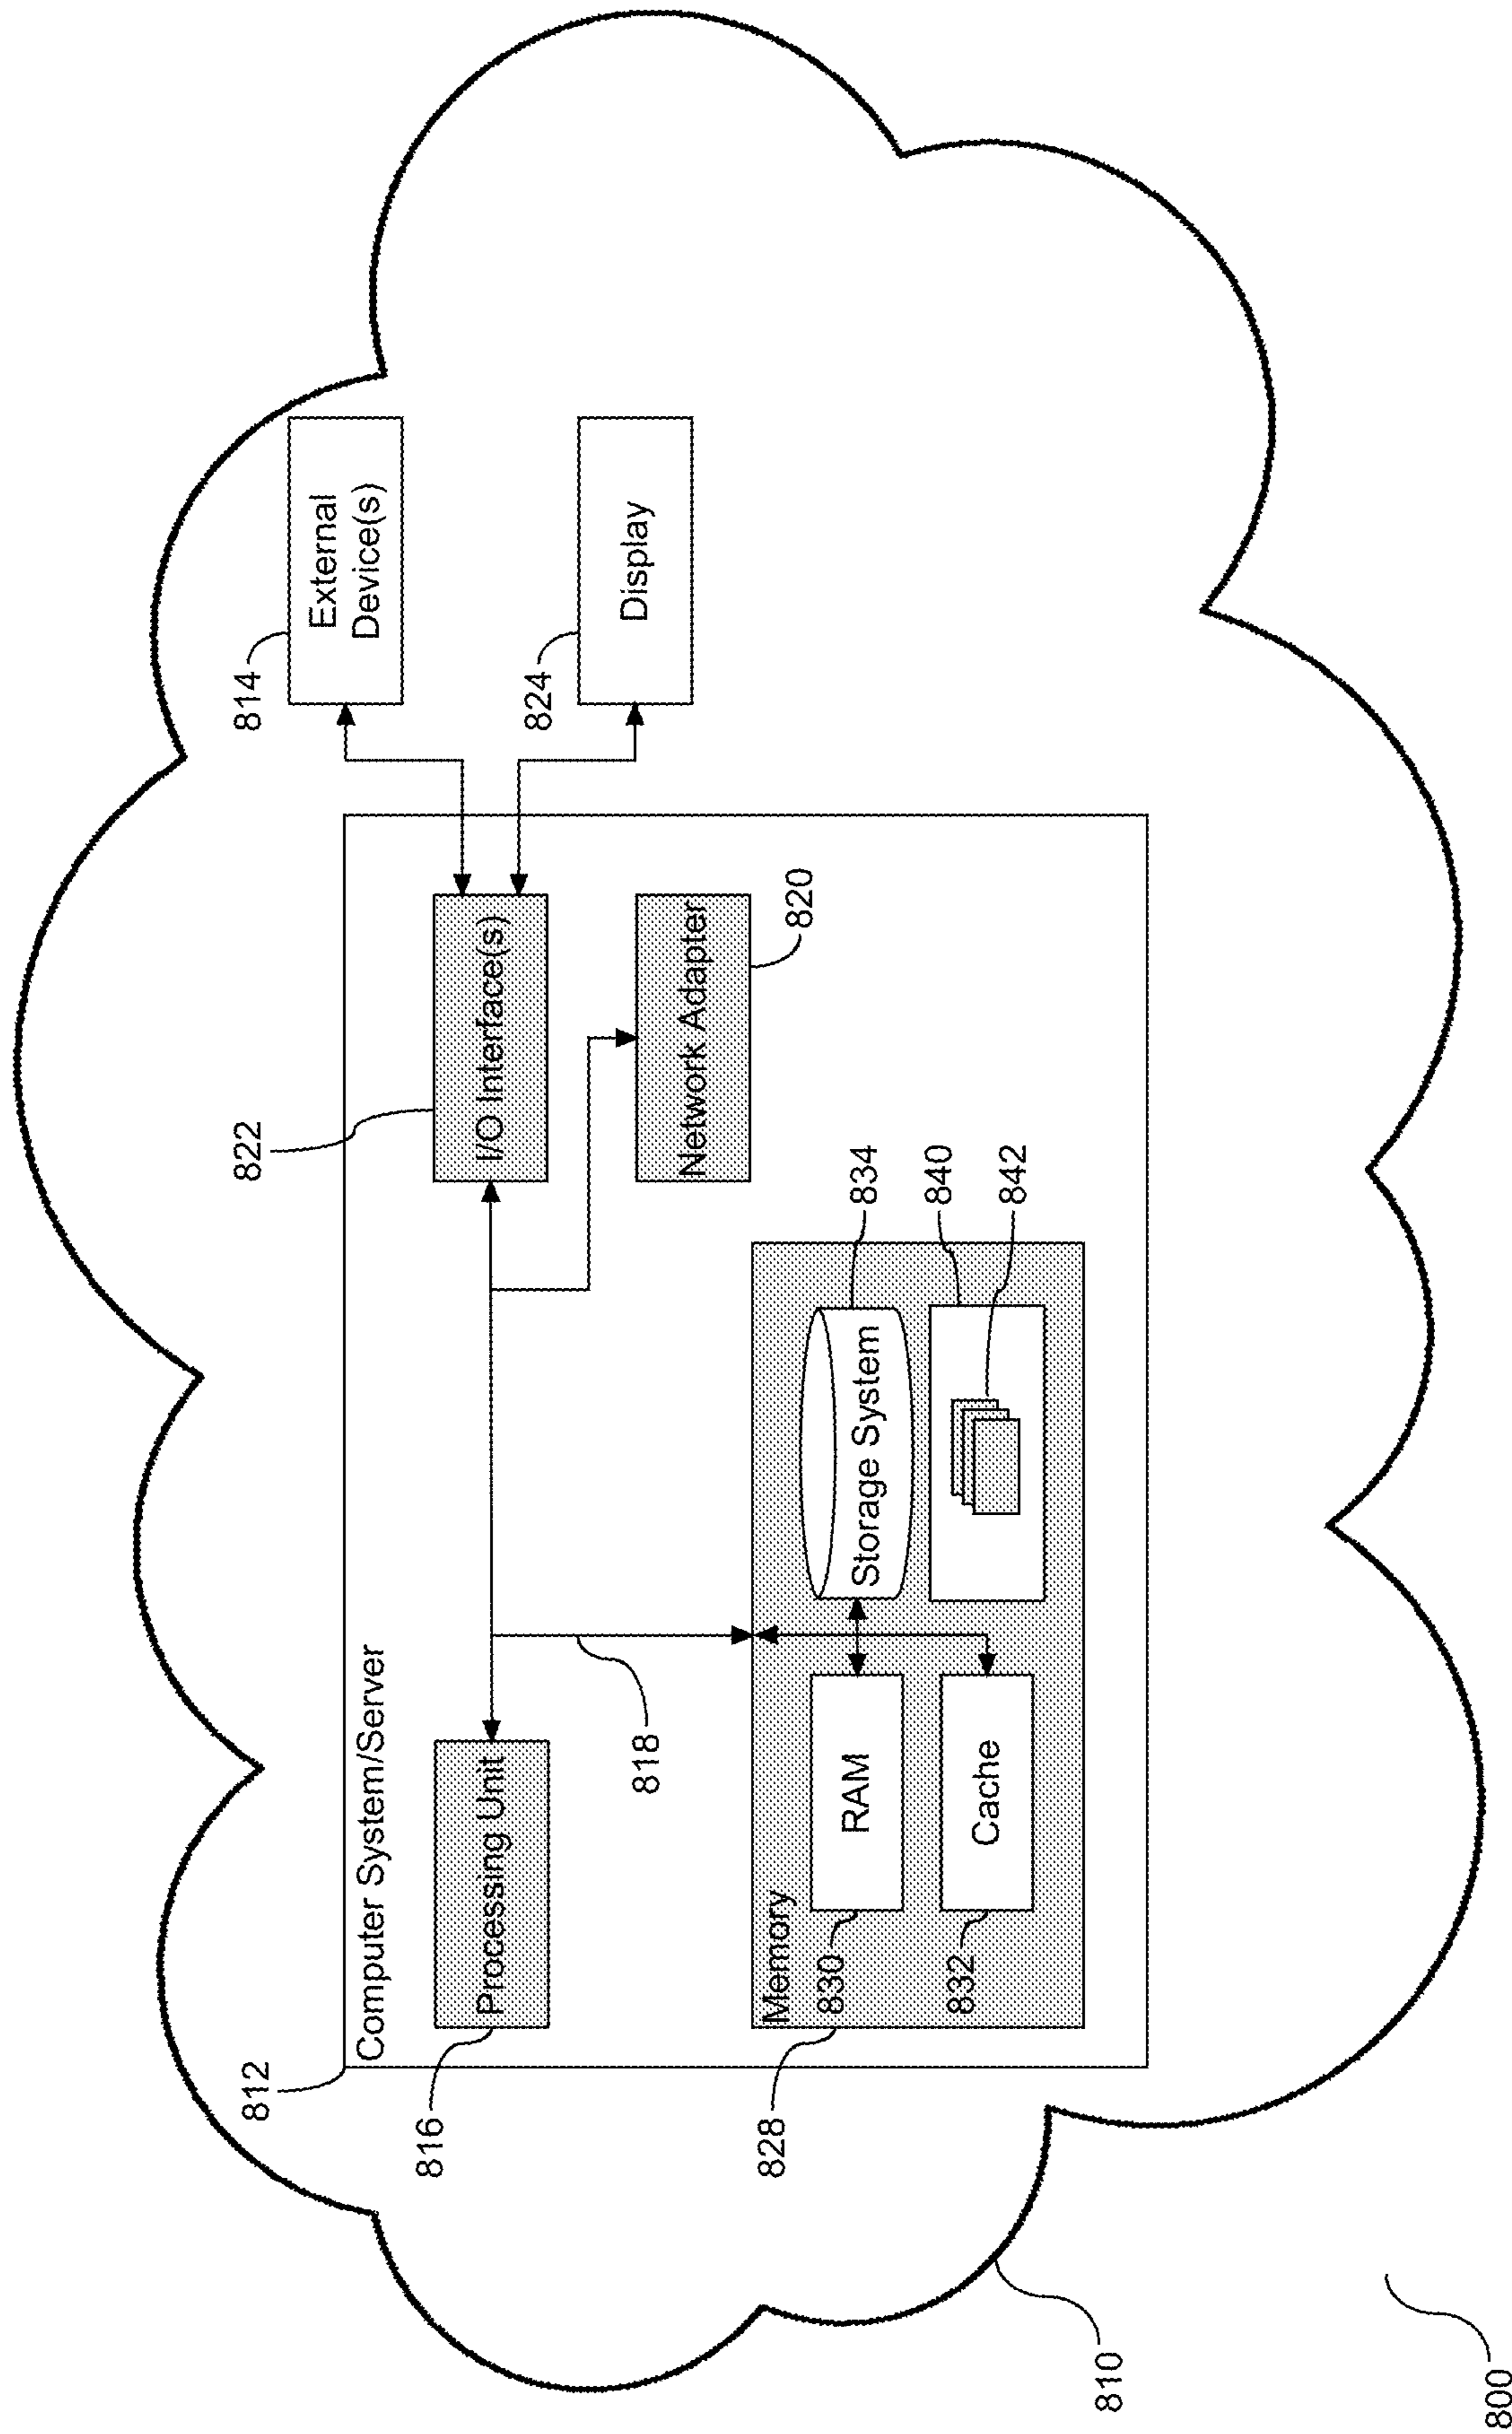 812
Computer System/Server
816
Processing Unit
818
822
I/O Interface(s)
814
External
Device(s)
824
Display
Network Adapter
820
828
Memory
830
RAM
832
Cache
Storage System
834
840
842
810
800